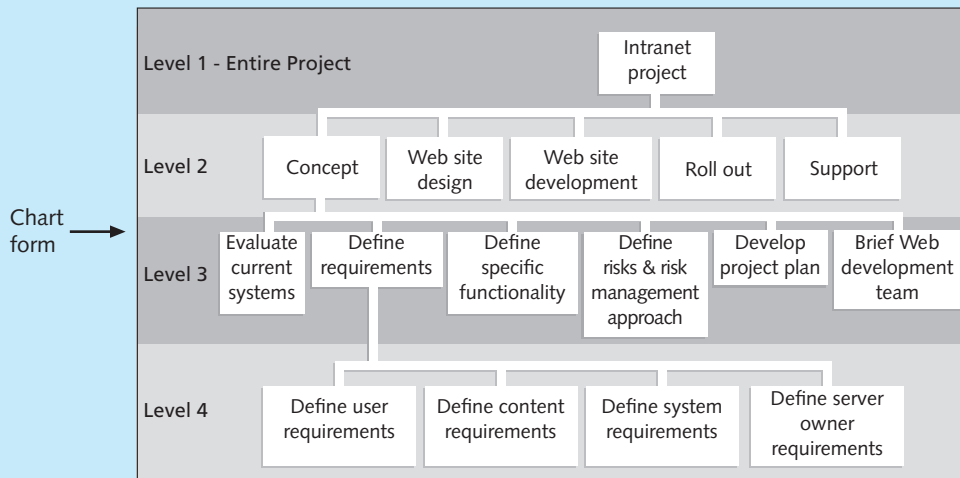 Chart
form
Level 1 - Entire Project
Intranet
project
Level 2
Concept
Web site
design
Web site
development
Roll out
Support
Level 3
Evaluate
current
systems
Define
requirements
Define
specific
functionality
Define
risks & risk
management
approach
Develop
project plan
Brief Web
development
team
Level 4
Define user
requirements
Define content
requirements
Define system
requirements
Define server
owner
requirements